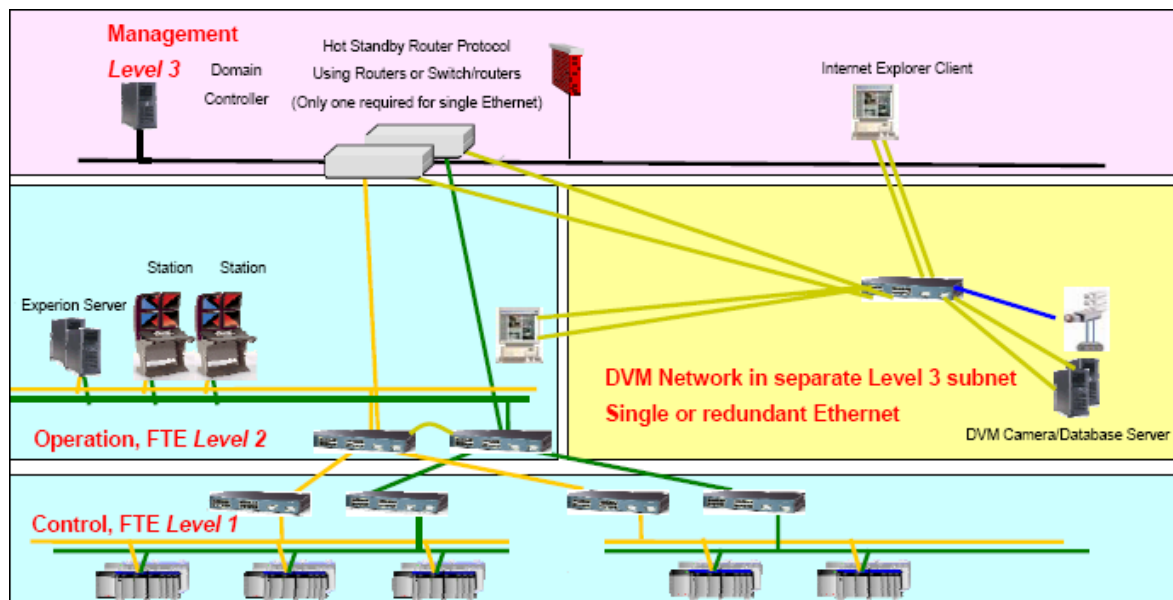 Management
Level 3
Domain
Controller
Hot Standby Router Protocol
Using Routers or Switch/routers
(Only one required for single Ethernet)
Internet Explorer Client
Station
Station
Experion Server
Operation, FTE Level 2
DVM Network in separate Level 3 subnet
Single or redundant Ethernet
DVM Camera/Database Server
Control, FTE Level 1